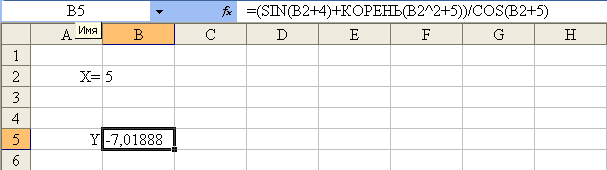 B5 fx =(SIN(B2+4)+КОРЕНЬ(B2^2+5))/COS(B2+5)
Имя
A B C D E F G H
1
2 X= 5
3
4
5 Y -7,01888
6